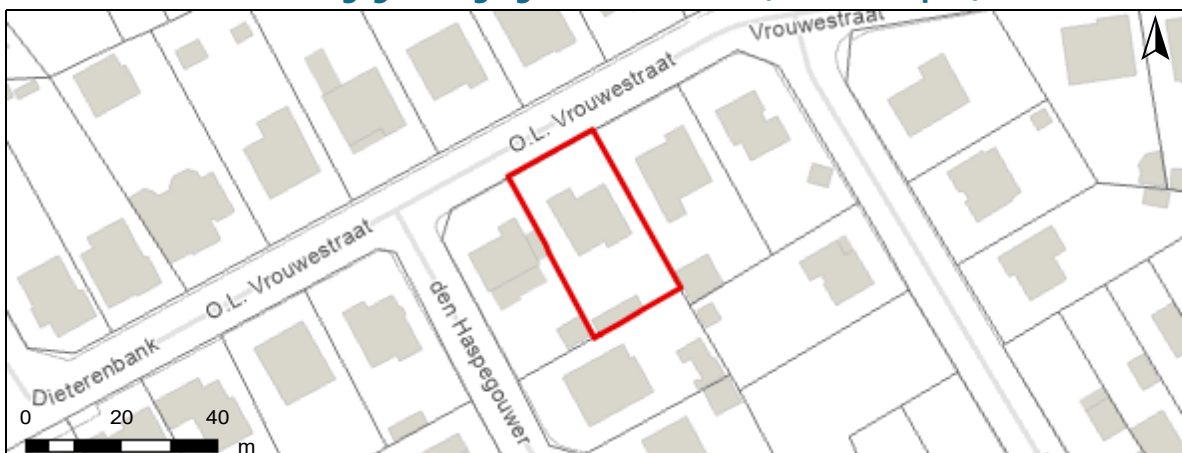 Vrouwestraat
O.L. Vrouwestraat
O.L. Vrouwestraat
den Haspegouwer
Dieterenbank
0 20 40
m